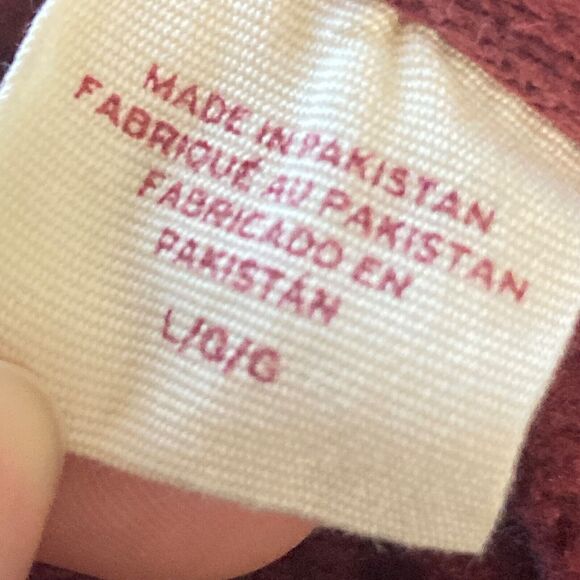 MADE IN PAKISTAN
FABRIQUÉ AU PAKISTAN
FABRICADO EN
PAKISTÁN
L/G/G